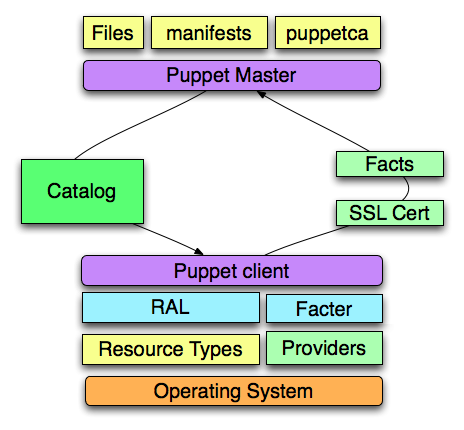 Files
manifests
puppetca
Puppet Master
Catalog
Facts
SSL Cert
Puppet client
RAL
Facter
Resource Types
Providers
Operating System